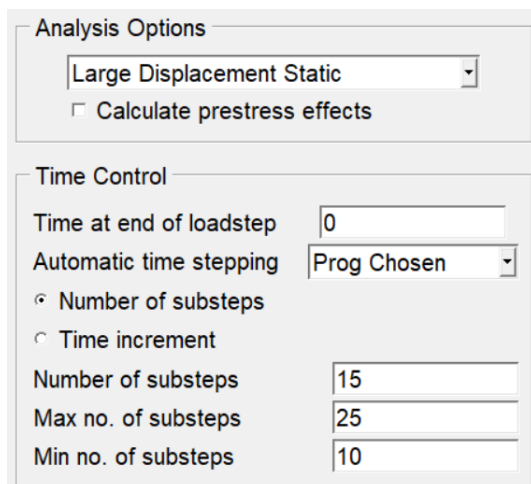 Analysis Options
Large Displacement Static
Calculate prestress effects
Time Control
Time at end of loadstep 0
Automatic time stepping Prog Chosen
Number of substeps
Time increment
Number of substeps 15
Max no. of substeps 25
Min no. of substeps 10